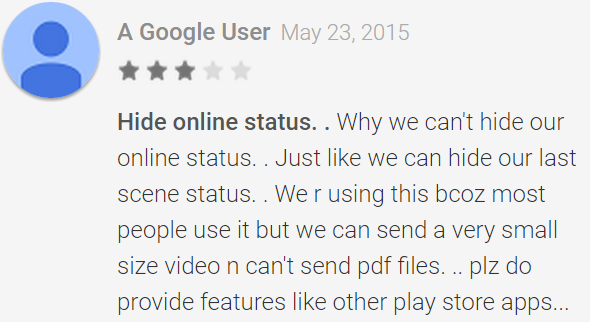 A Google User May 23, 2015
Hide online status. . Why we can't hide our
online status. . Just like we can hide our last
scene status. . We r using this bcoz most
people use it but we can send a very small
size video n can't send pdf files. .. plz do
provide features like other play store apps...